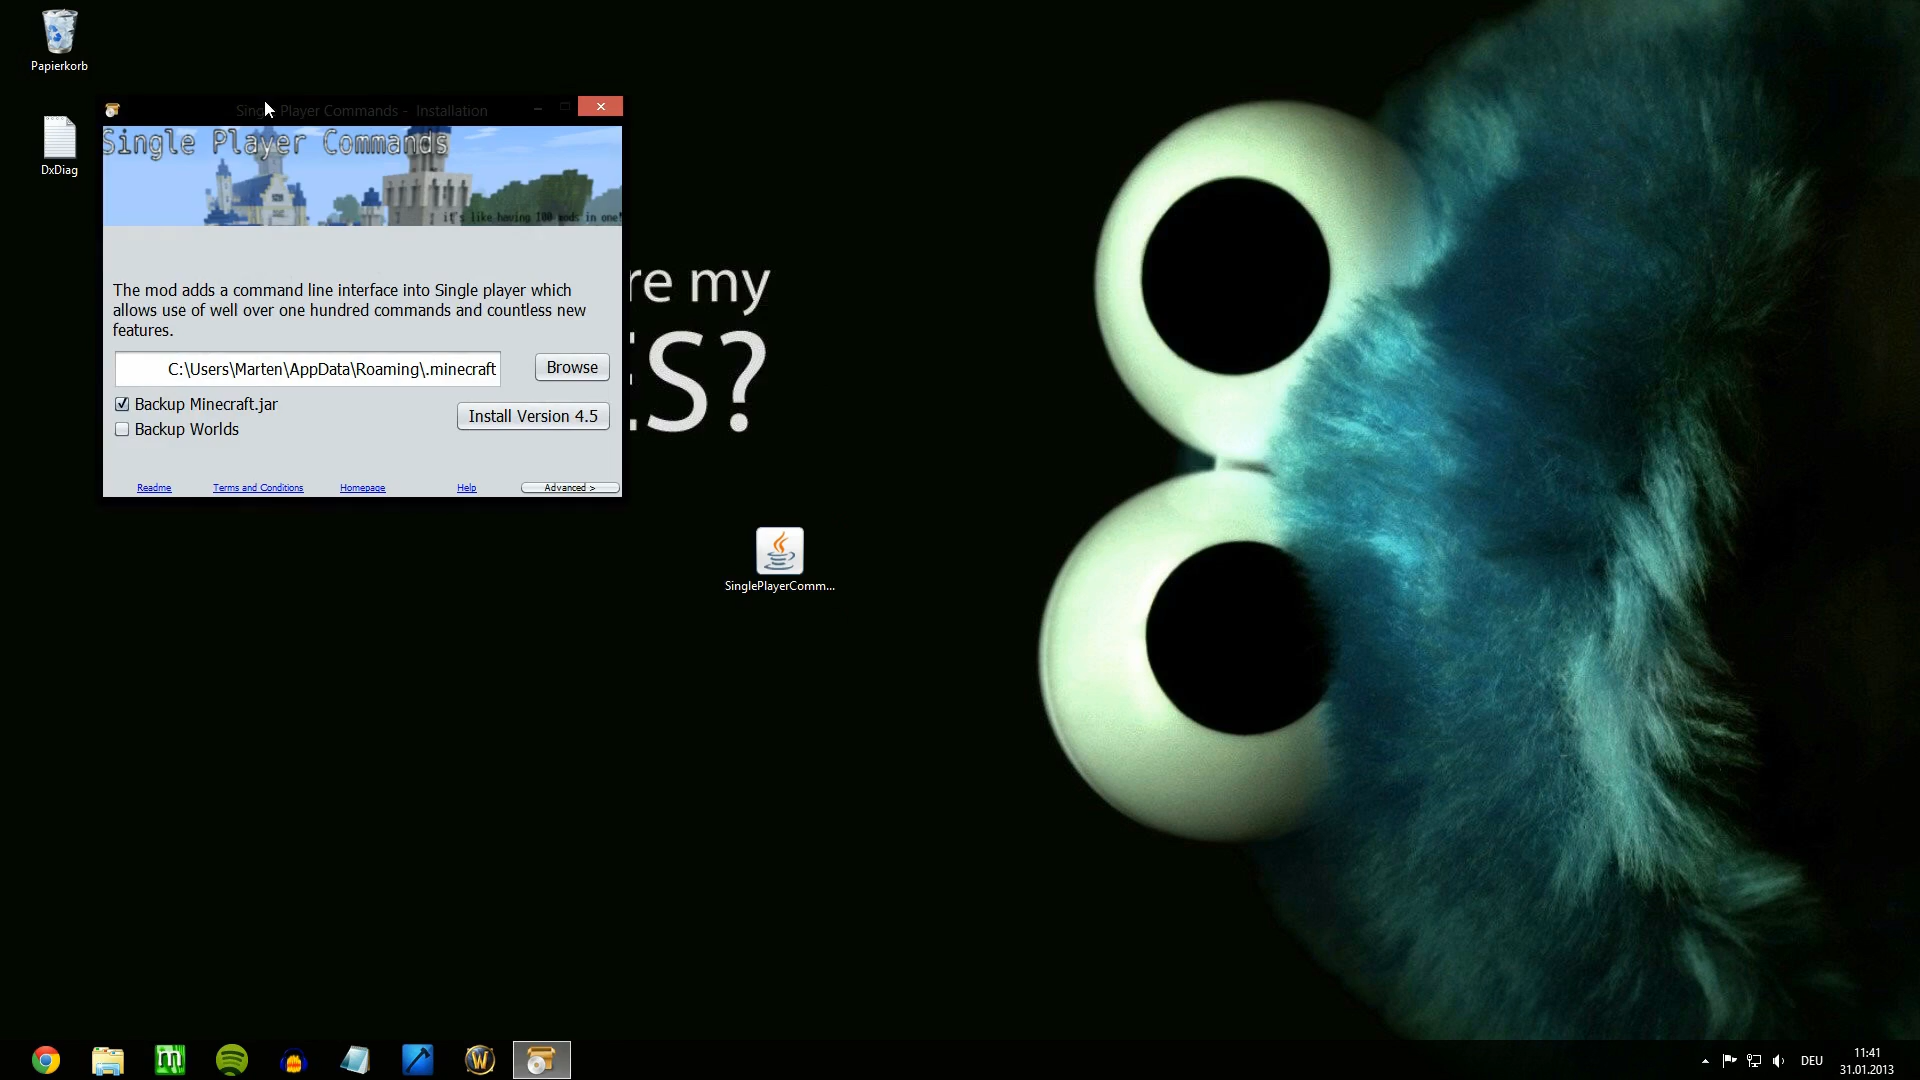 Papierkorb
DxDiag
Single Player Commands - Installation
Single Player Commands
it's like having 100 mods in one!
The mod adds a command line interface into Single player which
allows use of well over one hundred commands and countless new
features.
C:\Users\Marten\AppData\Roaming\.minecraft
Browse
Backup Minecraft.jar
Install Version 4.5
Backup Worlds
Readme
Terms and Conditions
Homepage
Help
Advanced >
re my
ES?
SinglePlayerComm...
DEU
11:41
31.01.2013